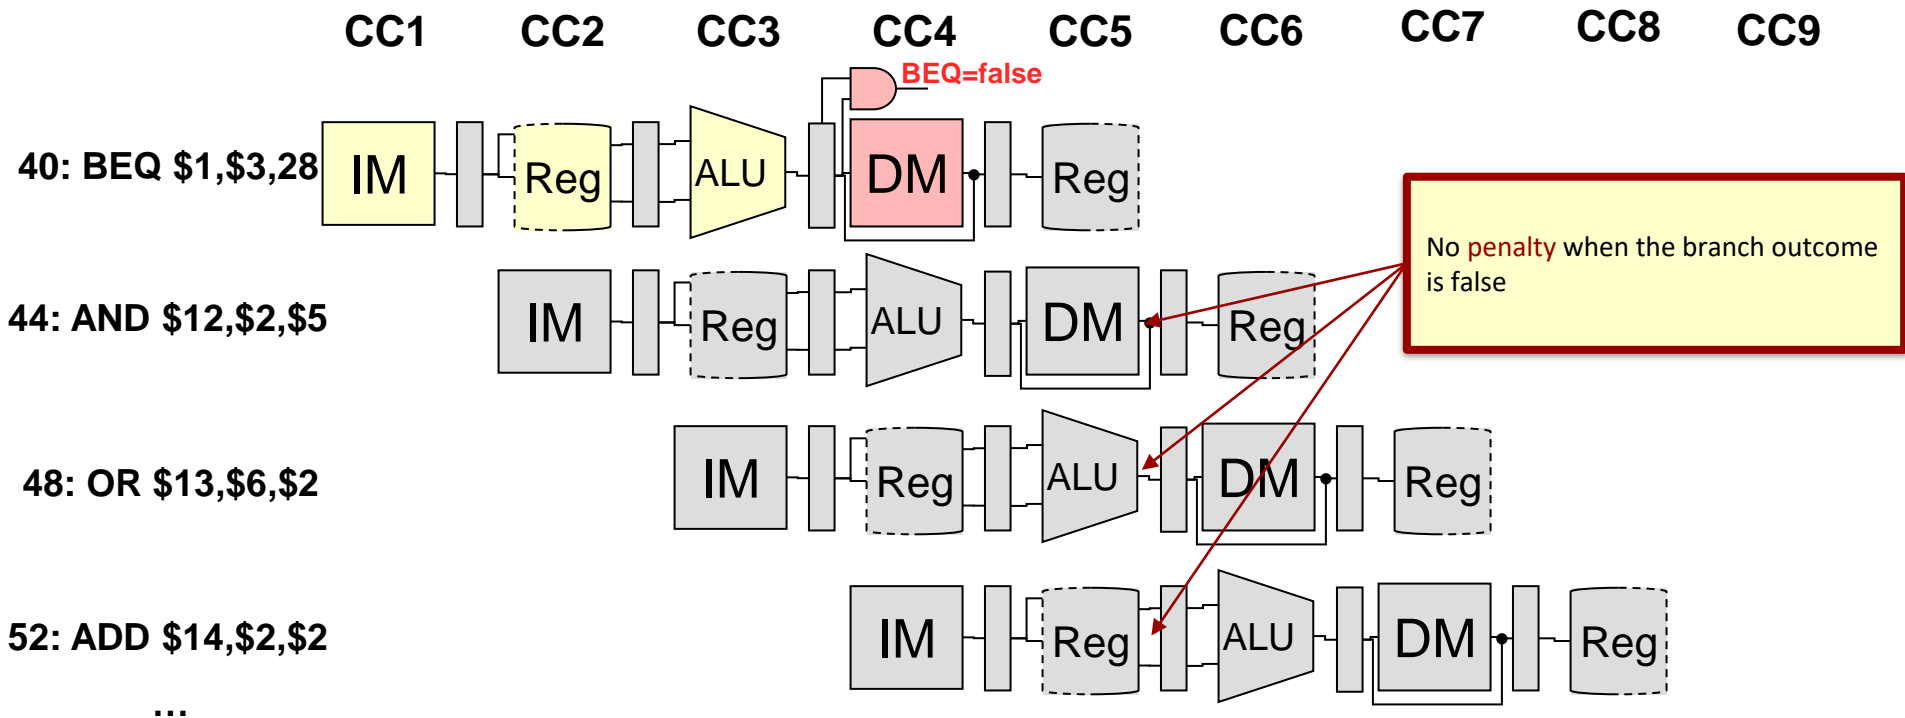 CC1 CC2 CC3 CC4 CC5 CC6 CC7 CC8 CC9
BEQ=false
40: BEQ $1,$3,28 IM Reg ALU DM Reg
No penalty when the branch outcome
is false
44: AND $12,$2,$5 IM Reg ALU DM Reg
48: OR $13,$6,$2 IM Reg ALU DM Reg
52: ADD $14,$2,$2 IM Reg ALU DM Reg
...